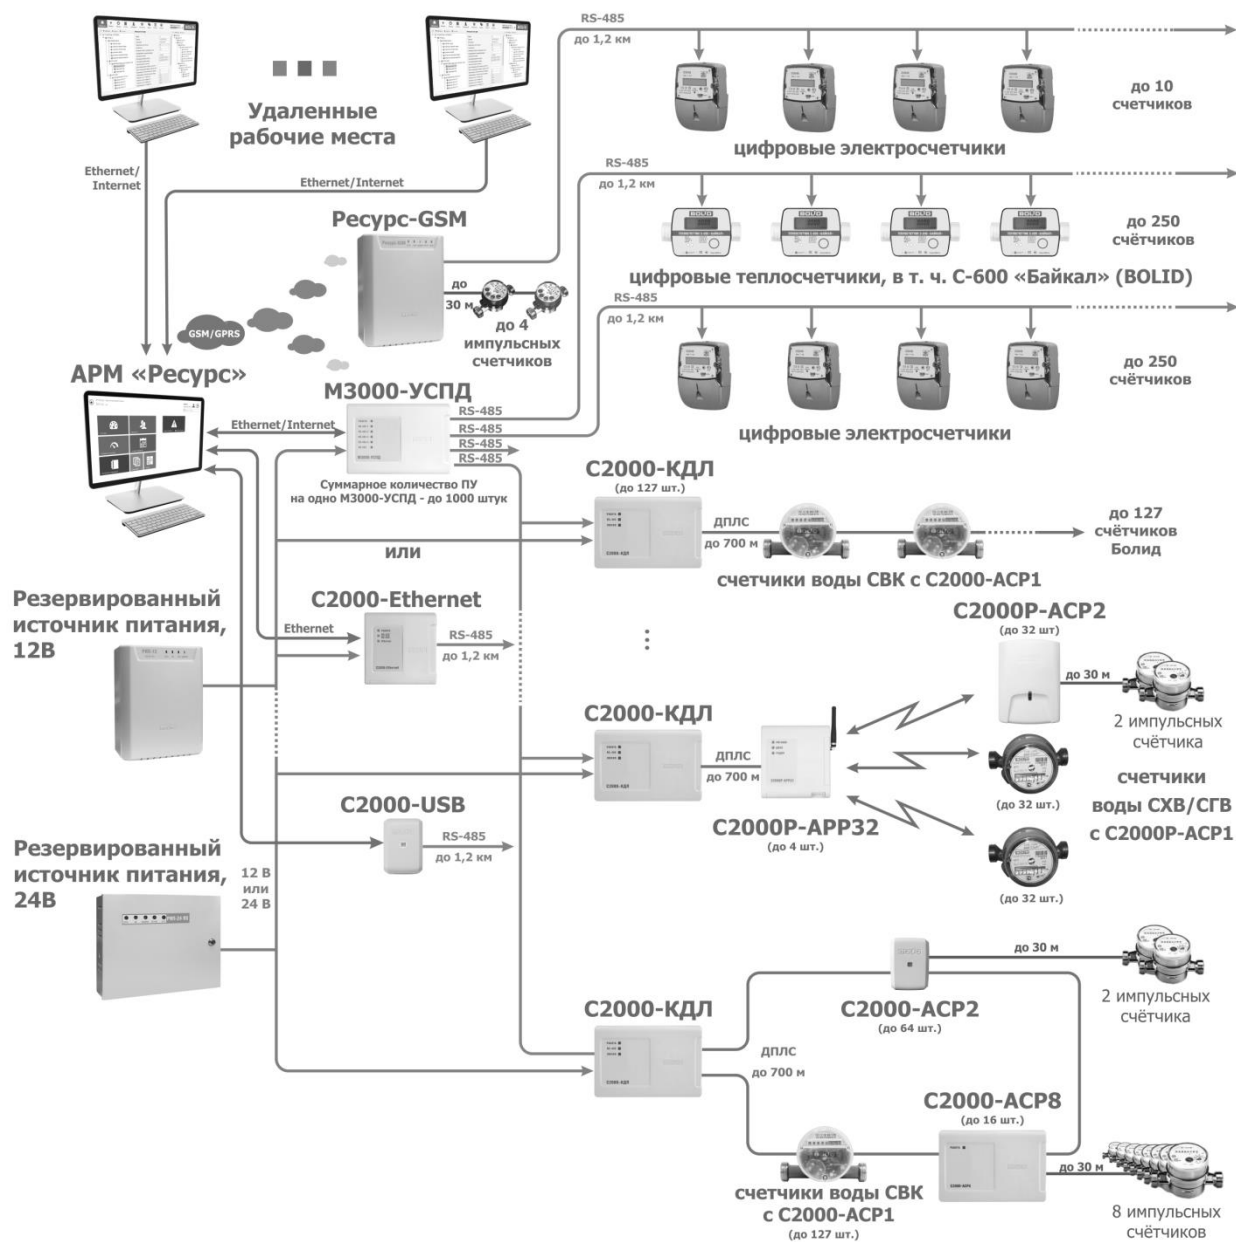 RS-485
до 1,2 км
до 10
счетчиков
Удаленные
рабочие места
цифровые электросчетчики
Ethernet/
Internet
Ethernet/Internet
RS-485
до 1,2 км
Ресурс-GSM
BOLID
BOLID
BOLID
BOLID
до 250
счётчиков
цифровые теплосчетчики, в т. ч. С-600 «Байкал» (BOLID)
до
30 м
RS-485
до 1,2 км
GSM/GPRS
до 4
импульсных
счетчиков
АРМ «Ресурс»
до 250
счётчиков
М3000-УСПД
RS-485
Ethernet/Internet
RS-485
RS-485
RS-485
цифровые электросчетчики
Суммарное количество ПУ
на одно М3000-УСПД - до 1000 штук
С2000-КДЛ
(до 127 шт.)
ДПЛС
до 700 м
до 127
счётчиков
Болид
или
счетчики воды СВК с С2000-АСР1
Резервированный
источник питания,
12В
С2000-Ethernet
Ethernet
RS-485
до 1,2 км
С2000Р-АСР2
(до 32 шт)
до 30 м
2 импульсных
счётчика
С2000-КДЛ
ДПЛС
до 700 м
(до 32 шт.)
счетчики
воды СХВ/СГВ
с С2000Р-АСР1
С2000Р-АРР32
(до 4 шт.)
(до 32 шт.)
С2000-USB
RS-485
до 1,2 км
Резервированный
источник питания,
24В
12 В
или
24 В
до 30 м
2 импульсных
счётчика
С2000-АСР2
(до 64 шт.)
С2000-КДЛ
ДПЛС
до 700 м
С2000-АСР8
(до 16 шт.)
до 30 м
8 импульсных
счётчиков
счетчики воды СВК
с С2000-АСР1
(до 127 шт.)